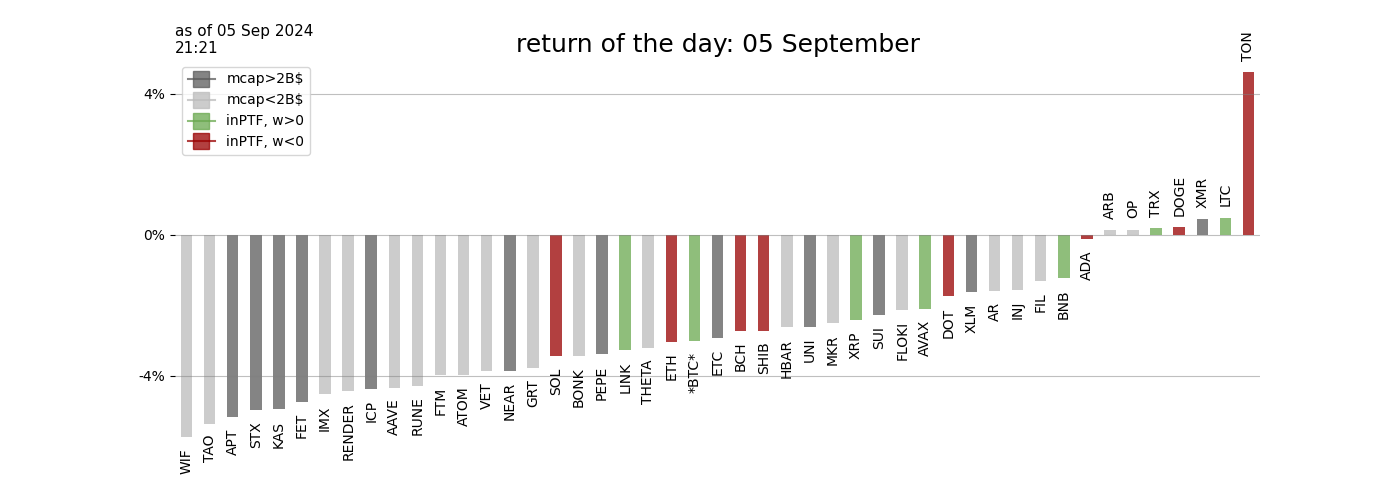 as of 05 Sep 2024
21:21
return of the day: 05 September
mcap>2B$
mcap<2B$
inPTF, w>0
inPTF, w<0
4%
0%
-4%
WIF
TAO
APT
STX
KAS
FET
IMX
RENDER
ICP
AAVE
RUNE
FTM
ATOM
VET
NEAR
GRT
SOL
BONK
PEPE
LINK
THETA
ETH
*BTC*
ETC
BCH
SHIB
HBAR
UNI
MKR
XRP
SUI
FLOKI
AVAX
DOT
XLM
AR
INJ
FIL
BNB
ADA
ARB
OP
TRX
DOGE
XMR
LTC
TON